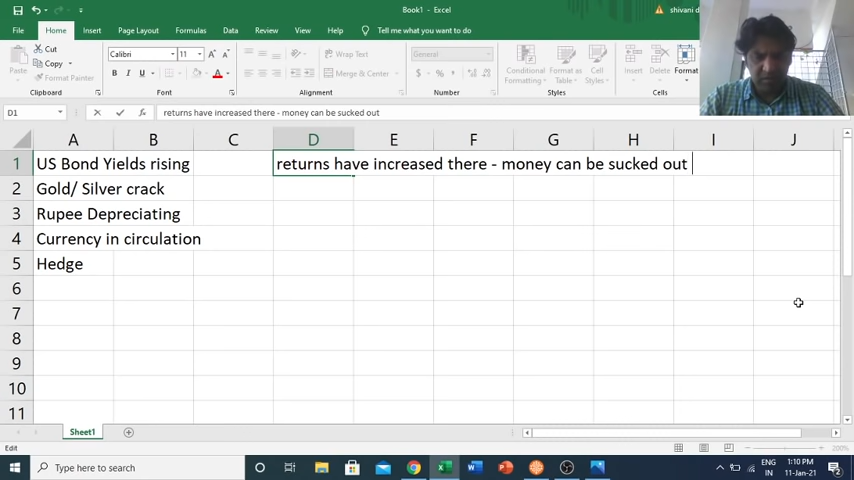 Book1
shivani d
File Home Insert Page Layout Formulas Data Review View Help Tell me what you want to do
Cut
Copy
Format Painter
Paste
Clipboard
Calibri 11
B I U
Font
Wrap Text
Merge & Center
Alignment
General
Number
Conditional Formatting
Format as Table
Cell Styles
Styles
Insert Delete Format
Cells
D1 returns have increased there - money can be sucked out
A B C D E F G H I J
1 US Bond Yields rising returns have increased there - money can be sucked out
2 Gold/ Silver crack
3 Rupee Depreciating
4 Currency in circulation
5 Hedge
6
7
8
9
10
11
Sheet1
Edit 200%
Type here to search
ENG
IN
1:10 PM
11-Jan-21
2